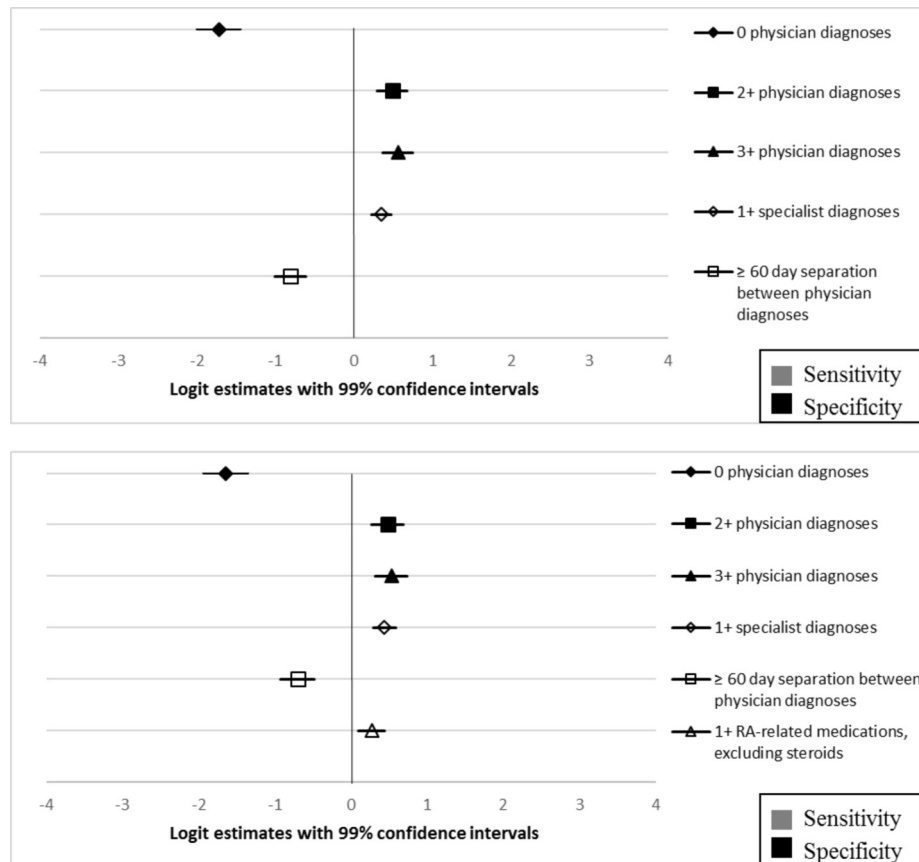 0 physician diagnoses
2+ physician diagnoses
3+ physician diagnoses
1+ specialist diagnoses
≥ 60 day separation
between physician
diagnoses
-4 -3 -2 -1 0 1 2 3 4
Logit estimates with 99% confidence intervals
Sensitivity
Specificity
0 physician diagnoses
2+ physician diagnoses
3+ physician diagnoses
1+ specialist diagnoses
≥ 60 day separation between
physician diagnoses
1+ RA-related medications,
excluding steroids
-4 -3 -2 -1 0 1 2 3 4
Logit estimates with 99% confidence intervals
Sensitivity
Specificity